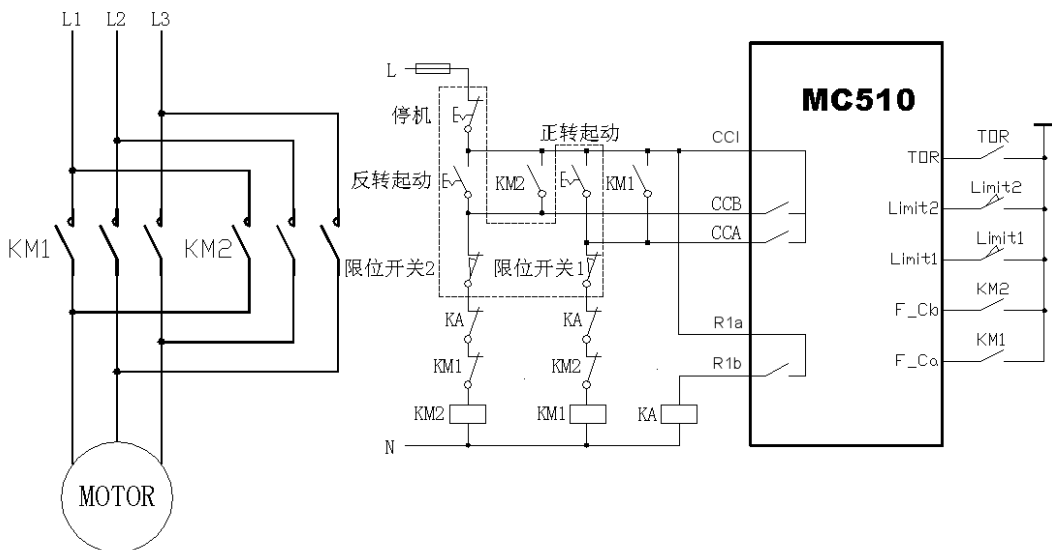 L1 L2 L3
L
停机
正转起动
MC510
CCI
TOR
TOR
反转起动
KM2
KM1
Limit2
CCB
Limit2
CCA
KM1
KM2
Limit1
Limit1
限位开关2
限位开关1
KM2
F_Cb
KA
KA
R1a
KM1
KM1
KM2
R1b
F_Ca
KM2
KM1
KA
N
MOTOR